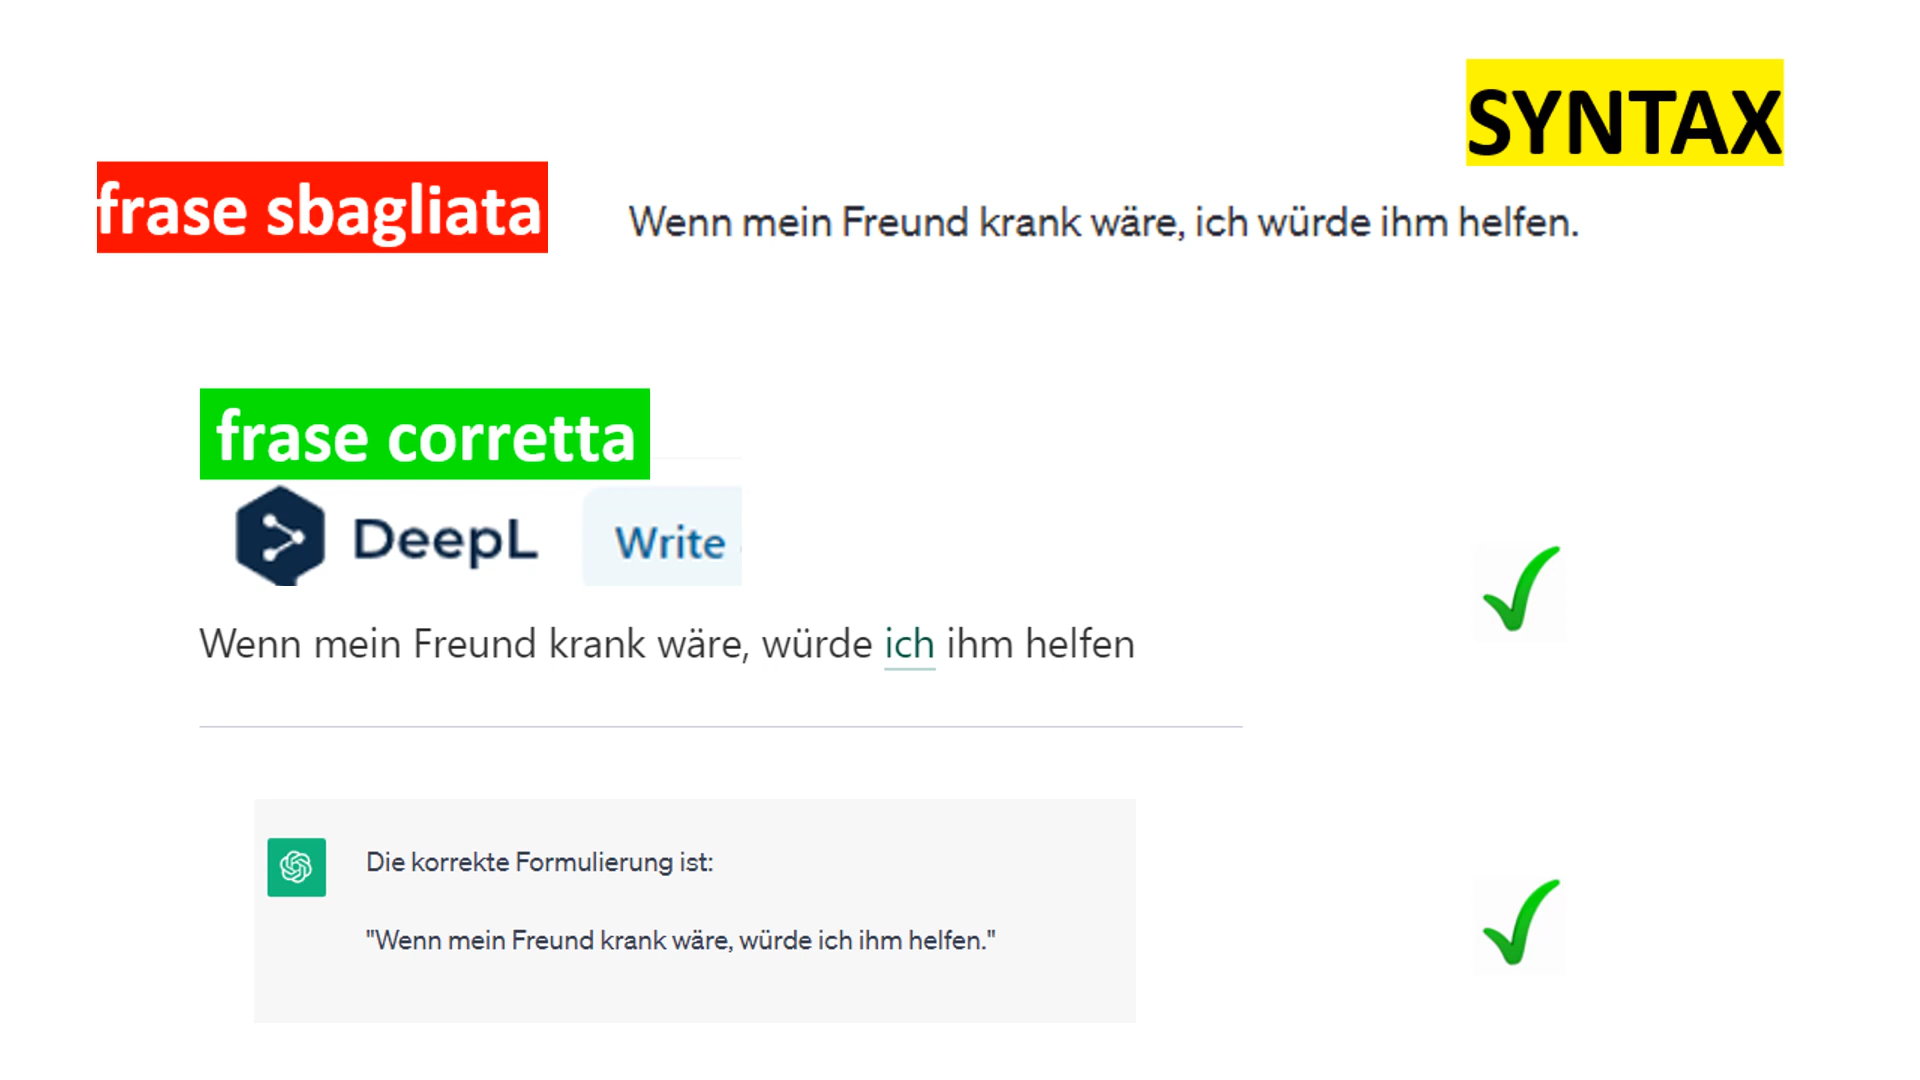 SYNTAX
frase sbagliata
Wenn mein Freund krank wäre, ich würde ihm helfen.
frase corretta
DeepL Write
Wenn mein Freund krank wäre, würde ich ihm helfen
Die korrekte Formulierung ist:
"Wenn mein Freund krank wäre, würde ich ihm helfen."